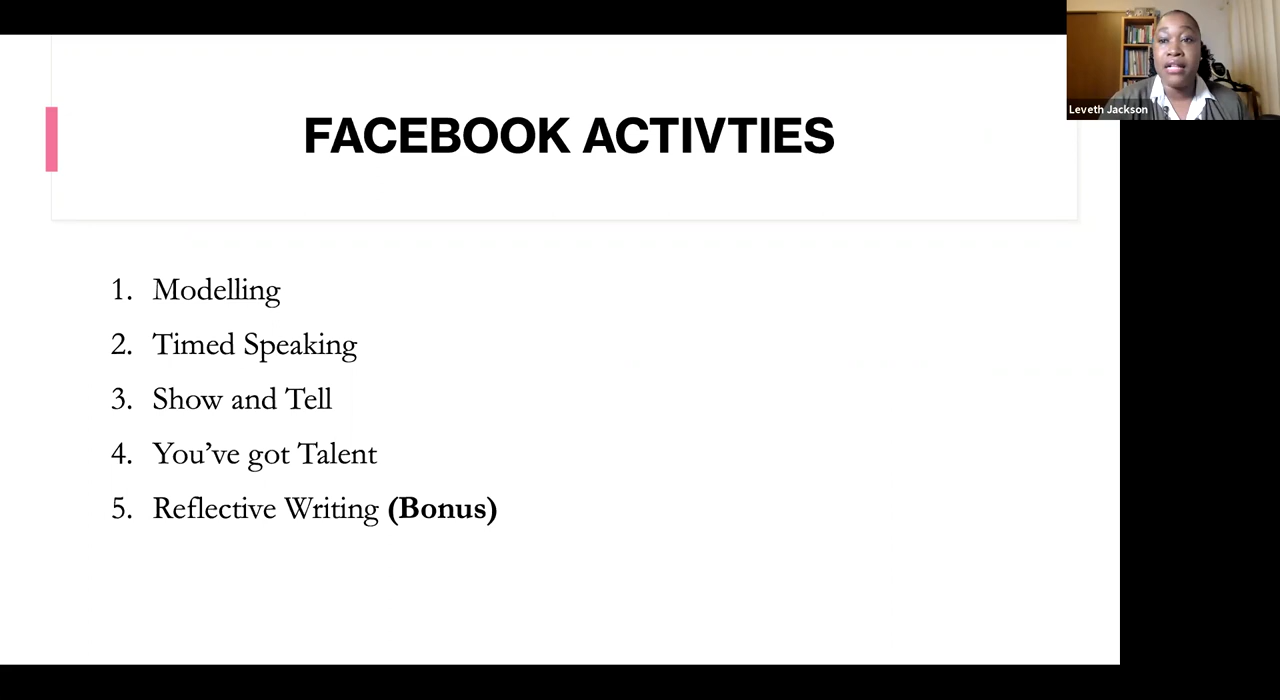 FACEBOOK ACTIVTIES
Leveth Jackson
1. Modelling
2. Timed Speaking
3. Show and Tell
4. You’ve got Talent
5. Reflective Writing (Bonus)